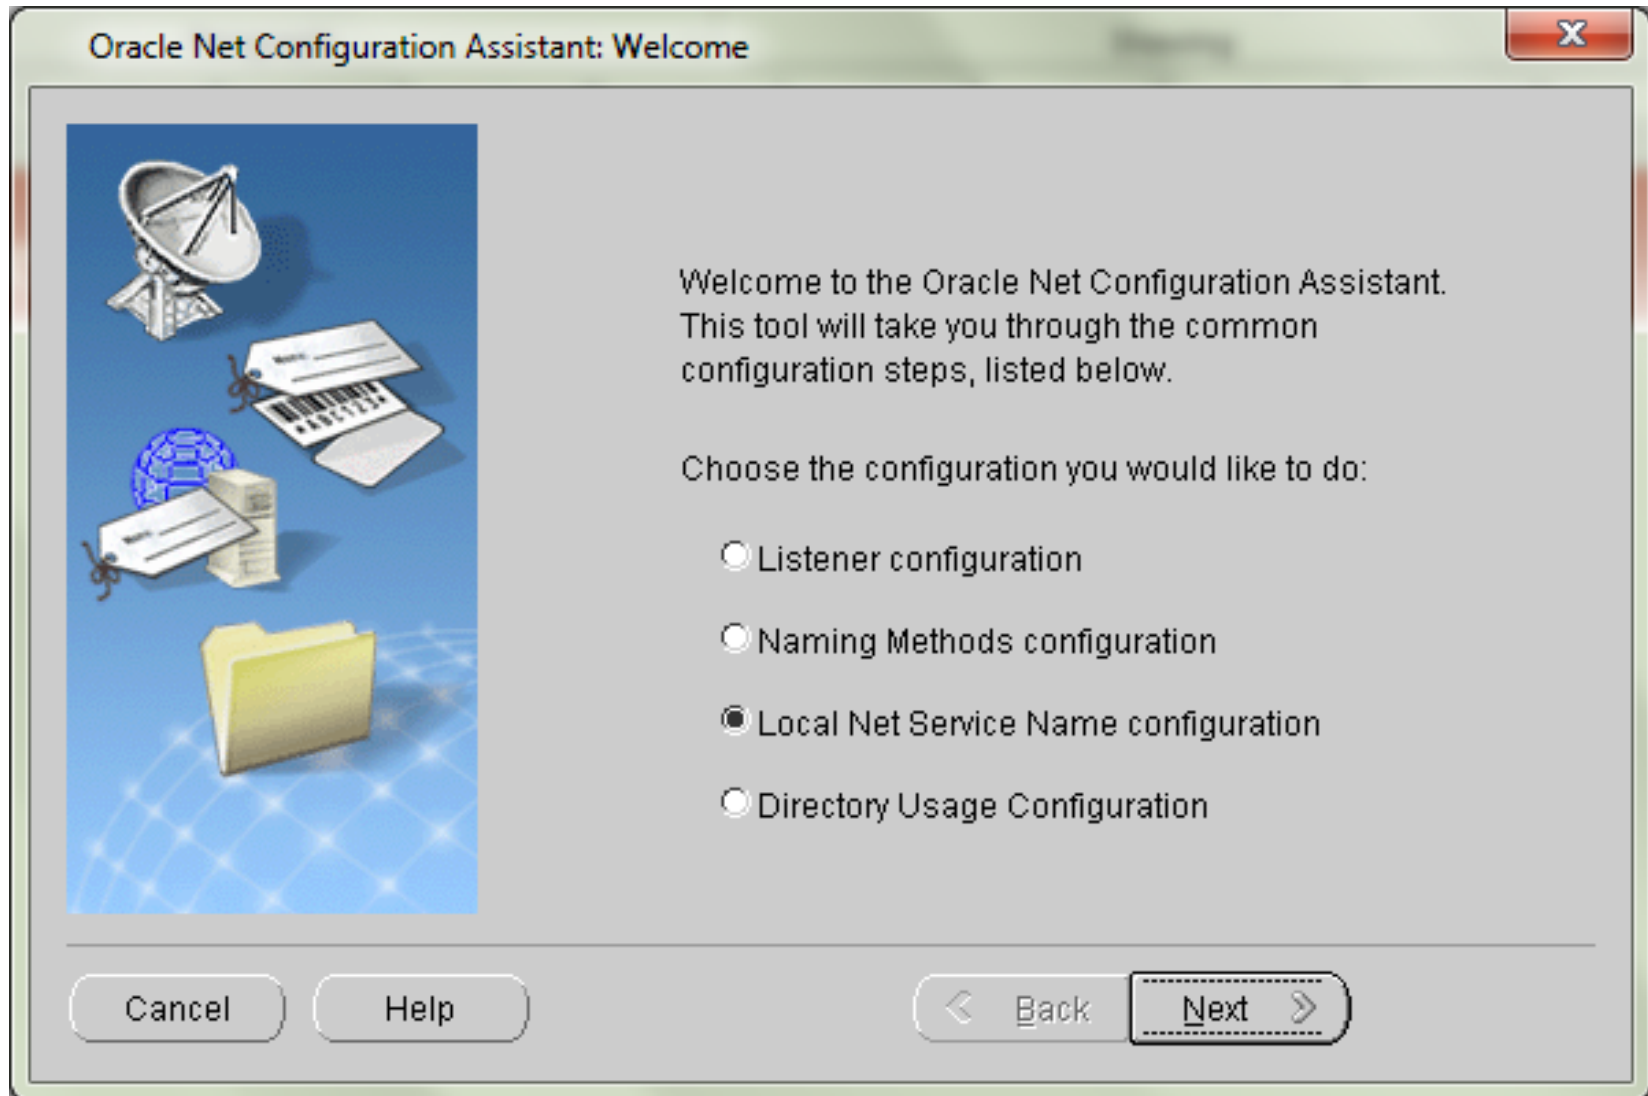 Oracle Net Configuration Assistant: Welcome
Welcome to the Oracle Net Configuration Assistant.
This tool will take you through the common
configuration steps, listed below.
Choose the configuration you would like to do:
Listener configuration
Naming Methods configuration
Local Net Service Name configuration
Directory Usage Configuration
*ABC123*
Cancel
Help
Back
Next